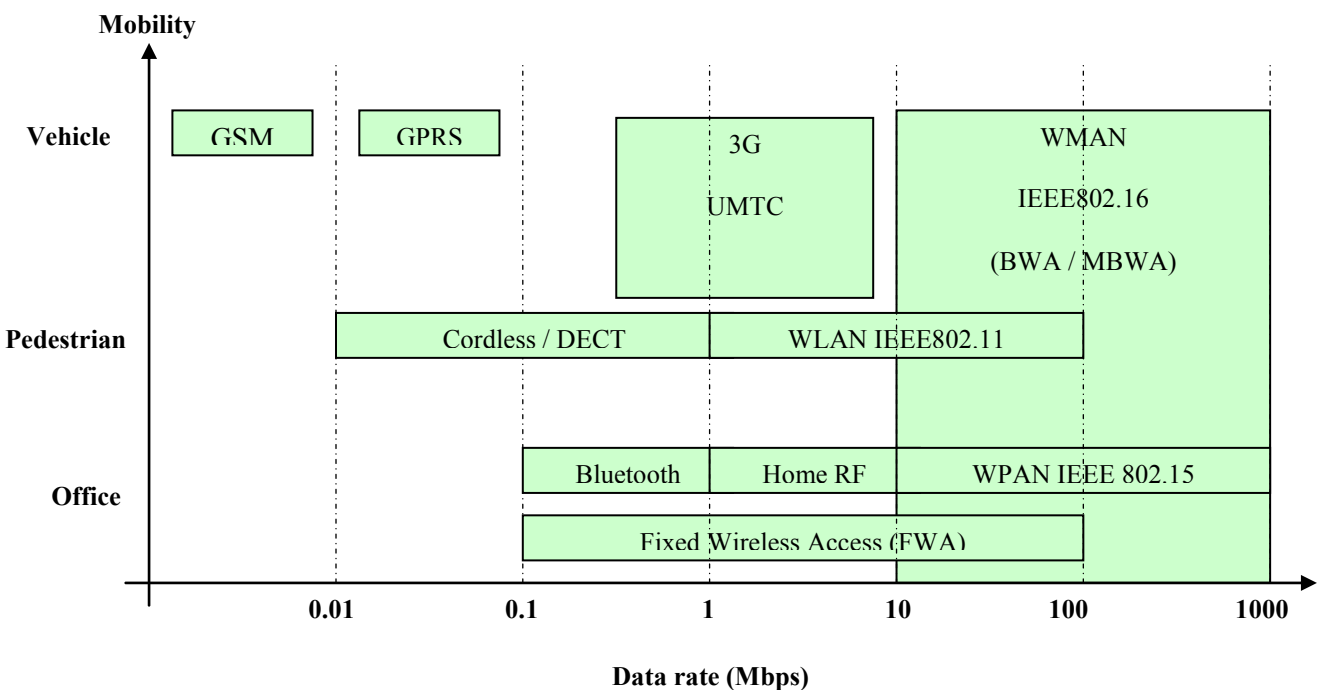 Mobility
Vehicle
GSM
GPRS
3G
UMTC
WMAN
IEEE802.16
(BWA / MBWA)
Pedestrian
Cordless / DECT
WLAN IEEE802.11
Office
Bluetooth
Home RF
WPAN IEEE 802.15
Fixed Wireless Access (FWA)
0.01
0.1
1
10
100
1000
Data rate (Mbps)